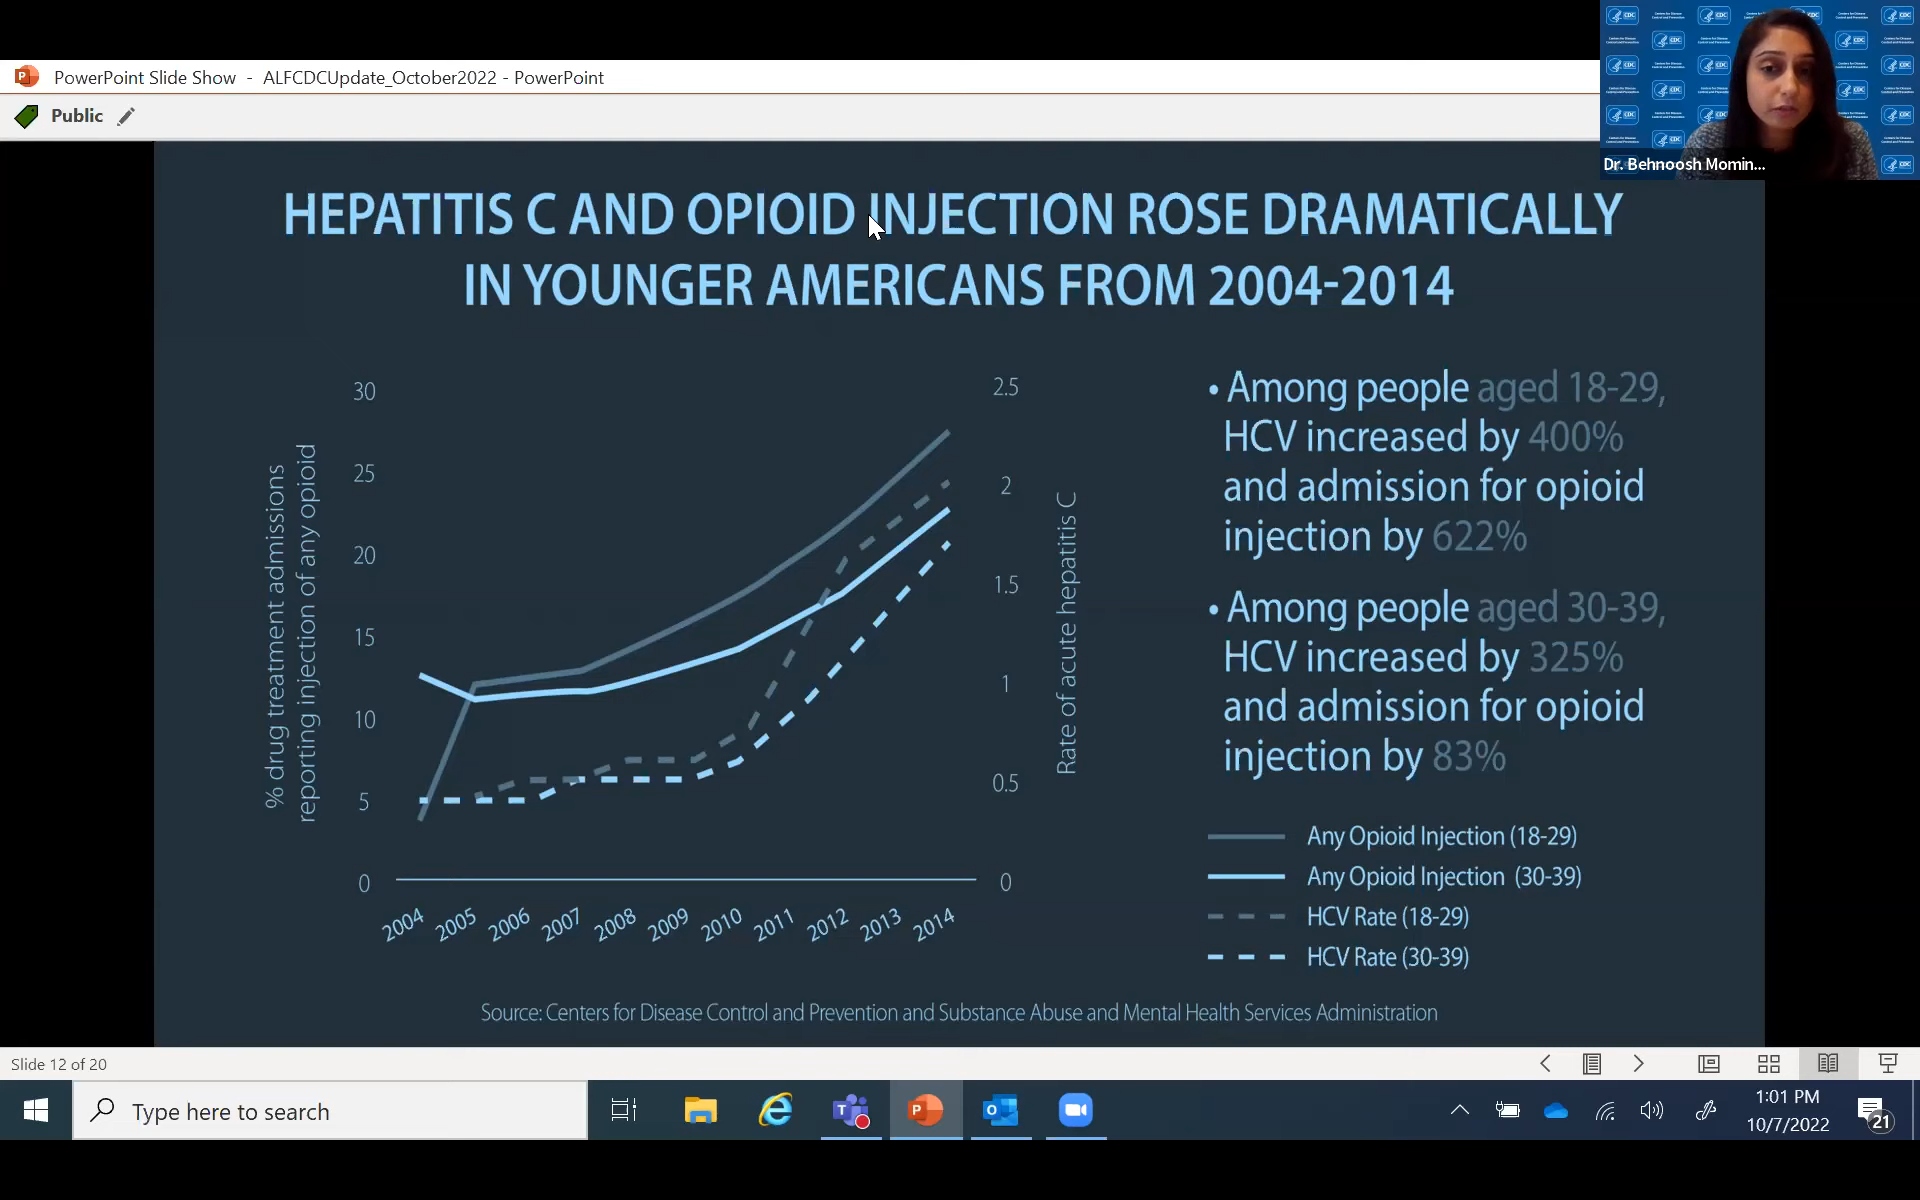 PowerPoint Slide Show - ALFCDCUpdate_October2022 - PowerPoint
Public
Dr. Behnoosh Momin...
HEPATITIS C AND OPIOID INJECTION ROSE DRAMATICALLY
IN YOUNGER AMERICANS FROM 2004-2014
% drug treatment admissions
reporting injection of any opioid
30
25
20
15
10
5
0
2.5
2
1.5
1
0.5
0
Rate of acute hepatitis C
2004 2005 2006 2007 2008 2009 2010 2011 2012 2013 2014
• Among people aged 18-29,
HCV increased by 400%
and admission for opioid
injection by 622%
• Among people aged 30-39,
HCV increased by 325%
and admission for opioid
injection by 83%
Any Opioid Injection (18-29)
Any Opioid Injection (30-39)
HCV Rate (18-29)
HCV Rate (30-39)
Source: Centers for Disease Control and Prevention and Substance Abuse and Mental Health Services Administration
Slide 12 of 20
Type here to search
1:01 PM
10/7/2022
21